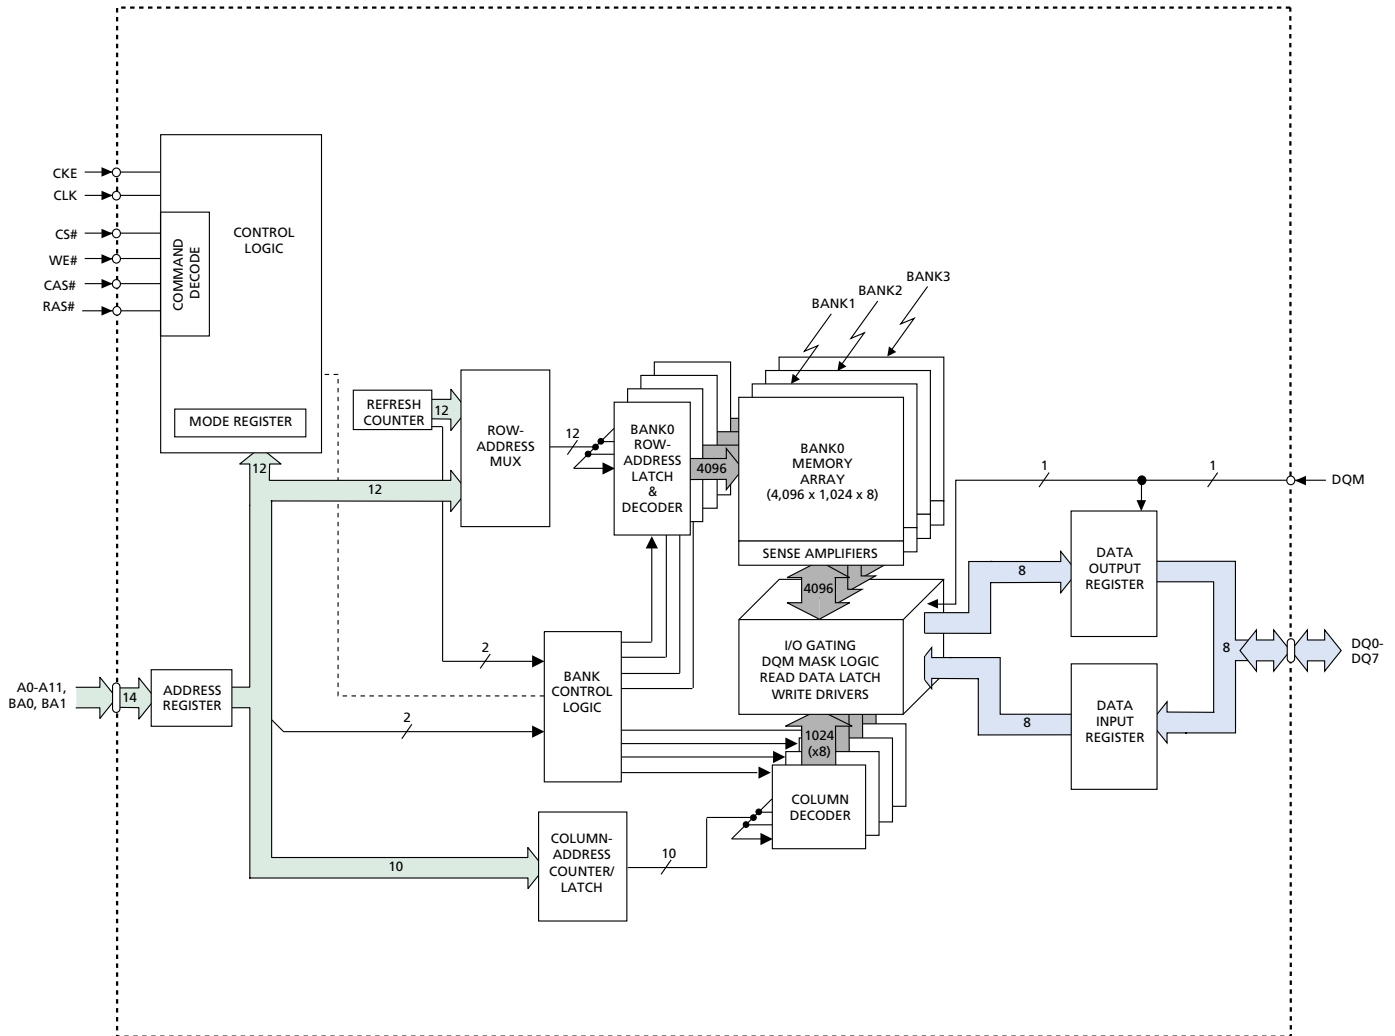 CKE
CLK
CS#
WE#
CAS#
RAS#
COMMAND
DECODE
CONTROL
LOGIC
MODE REGISTER
12
REFRESH
COUNTER
12
12
ROW-
ADDRESS
MUX
12
BANK0
ROW-
ADDRESS
LATCH
&
DECODER
4096
BANK1
BANK2
BANK3
BANK0
MEMORY
ARRAY
(4,096 x 1,024 x 8)
SENSE AMPLIFIERS
4096
I/O GATING
DQM MASK LOGIC
READ DATA LATCH
WRITE DRIVERS
1024
(x8)
COLUMN
DECODER
1
1
DQM
DATA
OUTPUT
REGISTER
8
8
DQ0-
DQ7
DATA
INPUT
REGISTER
8
A0-A11,
BA0, BA1
14
ADDRESS
REGISTER
2
2
BANK
CONTROL
LOGIC
10
COLUMN-
ADDRESS
COUNTER/
LATCH
10